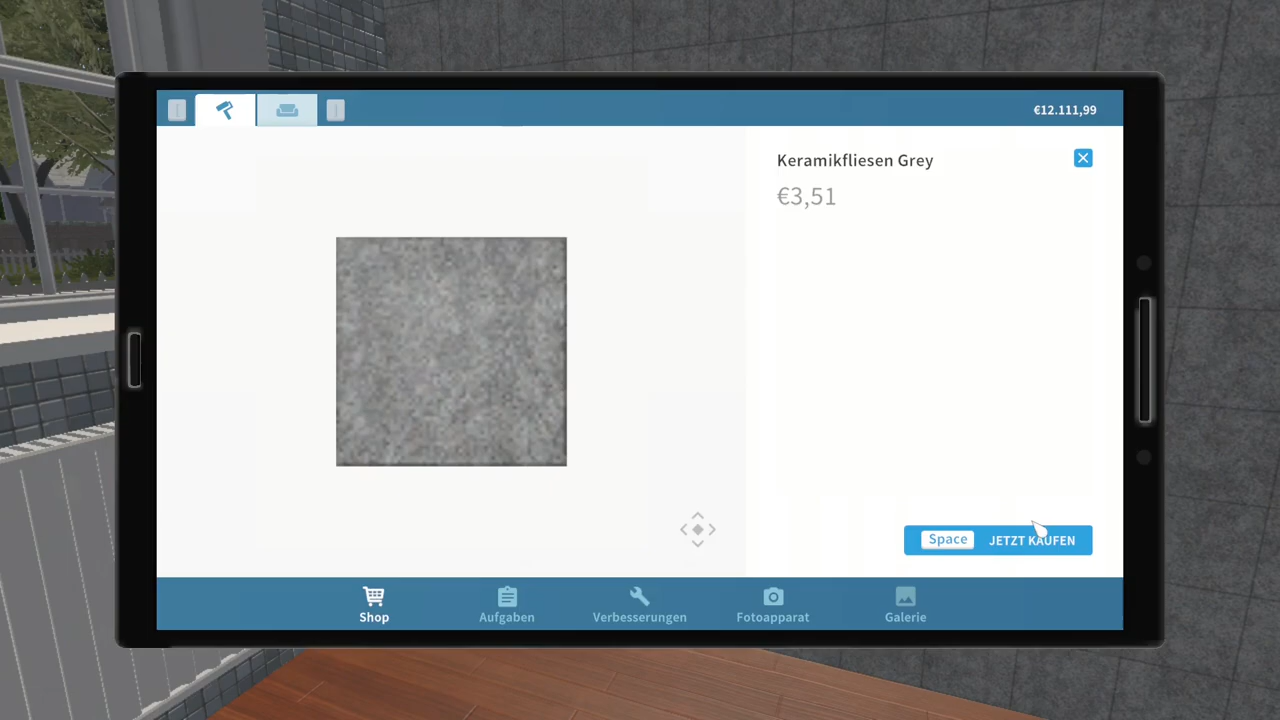 €12.111,99
Keramikfliesen Grey
€3,51
Space JETZT KAUFEN
Shop Aufgaben Verbesserungen Fotoapparat Galerie